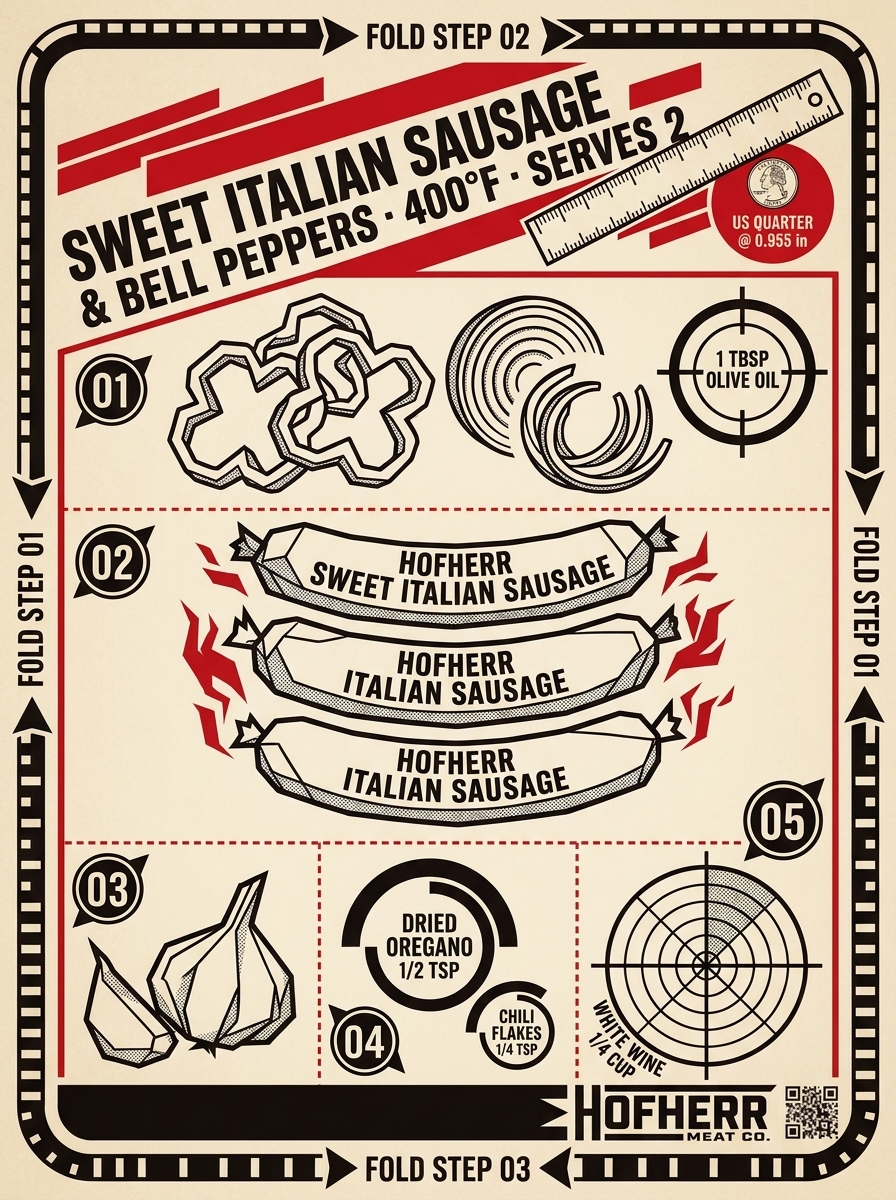 FOLD STEP 02
SWEET ITALIAN SAUSAGE
& BELL PEPPERS · 400°F · SERVES 2
US QUARTER
@ 0.955 in
01
1 TBSP
OLIVE OIL
FOLD STEP 01
FOLD STEP 01
02
HOFHERR
SWEET ITALIAN SAUSAGE
HOFHERR
ITALIAN SAUSAGE
HOFHERR
ITALIAN SAUSAGE
03
DRIED
OREGANO
1/2 TSP
04
CHILI
FLAKES
1/4 TSP
05
WHITE WINE
1/4 CUP
HOFHERR
MEAT CO.
FOLD STEP 03